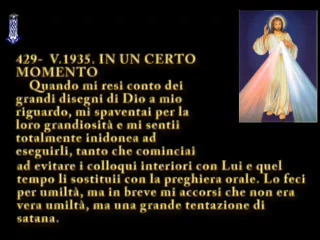 429- V.1935. IN UN CERTO
MOMENTO
Quando mi resi conto dei
grandi disegni di Dio a mio
riguardo, mi spaventai per la
loro grandiosità e mi sentii
totalmente inidonea ad
eseguirli, tanto che cominciai
ad evitare i colloqui interiori con Lui e quel
tempo li sostituii con la preghiera orale. Lo feci
per umiltà, ma in breve mi accorsi che non era
vera umiltà, ma una grande tentazione di
satana.